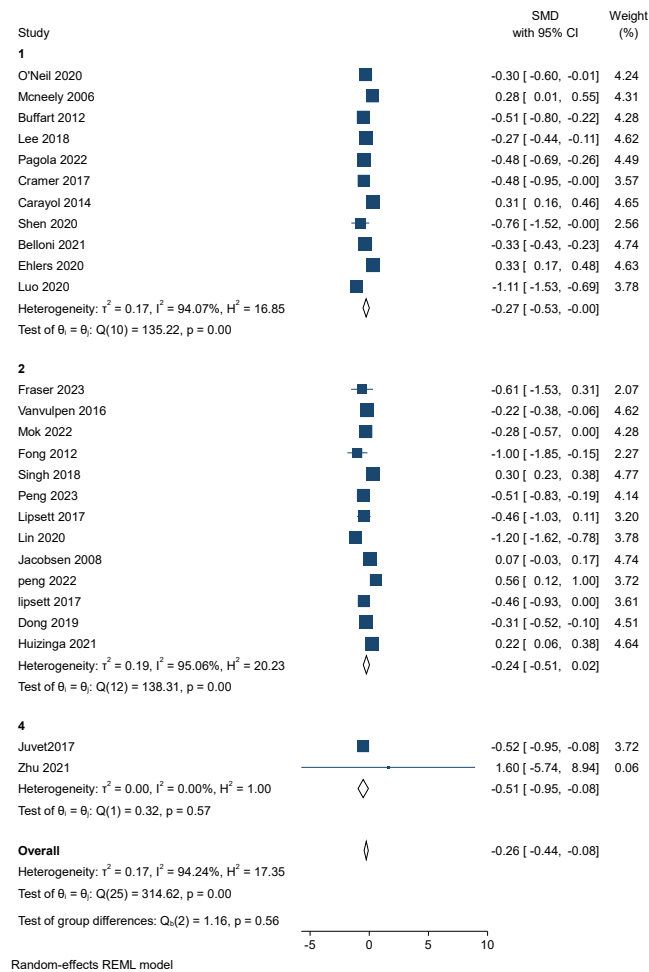 SMD Weight
Study with 95% CI (%)
1
O'Neil 2020 -0.30 [ -0.60, -0.01] 4.24
Mcneely 2006 0.28 [ 0.01, 0.55] 4.31
Buffart 2012 -0.51 [ -0.80, -0.22] 4.28
Lee 2018 -0.27 [ -0.44, -0.11] 4.62
Pagola 2022 -0.48 [ -0.69, -0.26] 4.49
Cramer 2017 -0.48 [ -0.95, -0.00] 3.57
Carayol 2014 0.31 [ 0.16, 0.46] 4.65
Shen 2020 -0.76 [ -1.52, -0.00] 2.56
Belloni 2021 -0.33 [ -0.43, -0.23] 4.74
Ehlers 2020 0.33 [ 0.17, 0.48] 4.63
Luo 2020 -1.11 [ -1.53, -0.69] 3.78
Heterogeneity: τ² = 0.17, I² = 94.07%, H² = 16.85 -0.27 [ -0.53, -0.00]
Test of θᵢ = θⱼ: Q(10) = 135.22, p = 0.00
2
Fraser 2023 -0.61 [ -1.53, 0.31] 2.07
Vanvulpen 2016 -0.22 [ -0.38, -0.06] 4.62
Mok 2022 -0.28 [ -0.57, 0.00] 4.28
Fong 2012 -1.00 [ -1.85, -0.15] 2.27
Singh 2018 0.30 [ 0.23, 0.38] 4.77
Peng 2023 -0.51 [ -0.83, -0.19] 4.14
Lipsett 2017 -0.46 [ -1.03, 0.11] 3.20
Lin 2020 -1.20 [ -1.62, -0.78] 3.78
Jacobsen 2008 0.07 [ -0.03, 0.17] 4.74
peng 2022 0.56 [ 0.12, 1.00] 3.72
lipsett 2017 -0.46 [ -0.93, 0.00] 3.61
Dong 2019 -0.31 [ -0.52, -0.10] 4.51
Huizinga 2021 0.22 [ 0.06, 0.38] 4.64
Heterogeneity: τ² = 0.19, I² = 95.06%, H² = 20.23 -0.24 [ -0.51, 0.02]
Test of θᵢ = θⱼ: Q(12) = 138.31, p = 0.00
4
Juvet2017 -0.52 [ -0.95, -0.08] 3.72
Zhu 2021 1.60 [ -5.74, 8.94] 0.06
Heterogeneity: τ² = 0.00, I² = 0.00%, H² = 1.00 -0.51 [ -0.95, -0.08]
Test of θᵢ = θⱼ: Q(1) = 0.32, p = 0.57
Overall -0.26 [ -0.44, -0.08]
Heterogeneity: τ² = 0.17, I² = 94.24%, H² = 17.35
Test of θᵢ = θⱼ: Q(25) = 314.62, p = 0.00
Test of group differences: Q_b(2) = 1.16, p = 0.56
-5 0 5 10
Random-effects REML model